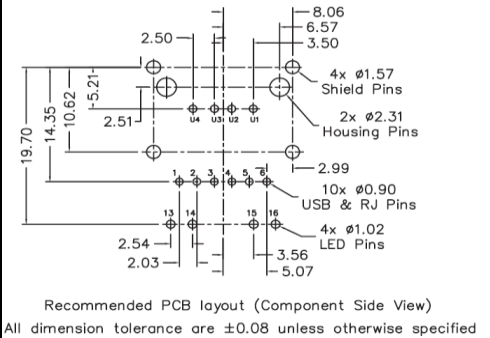 8.06
6.57
2.50
3.50
4x ø1.57
Shield Pins
2x ø2.31
Housing Pins
19.70
14.35
10.62
5.21
2.51
U4 U3 U2 U1
2.99
1 2 3 4 5 6
10x ø0.90
USB & RJ Pins
13 14 15 16
4x ø1.02
LED Pins
2.54
3.56
2.03
5.07
Recommended PCB layout (Component Side View)
All dimension tolerance are ±0.08 unless otherwise specified